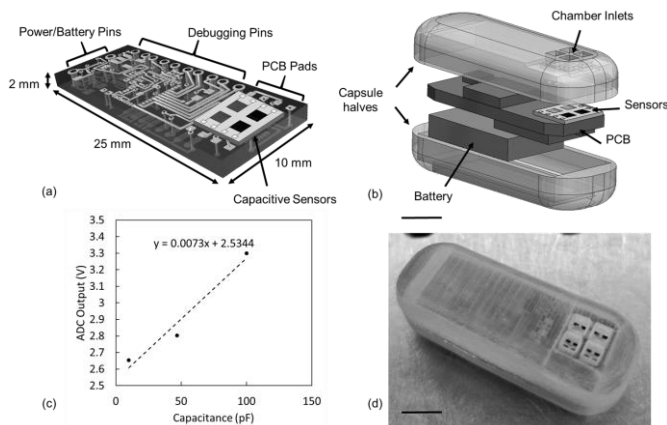 Power/Battery Pins
Debugging Pins
PCB Pads
2 mm
25 mm
10 mm
Capacitive Sensors
(a)
Chamber Inlets
Capsule
halves
Sensors
PCB
Battery
(b)
3.5
3.4
3.3
3.2
3.1
3
2.9
2.8
2.7
2.6
2.5
y = 0.0073x + 2.5344
ADC Output (V)
0
50
100
150
Capacitance (pF)
(c)
(d)